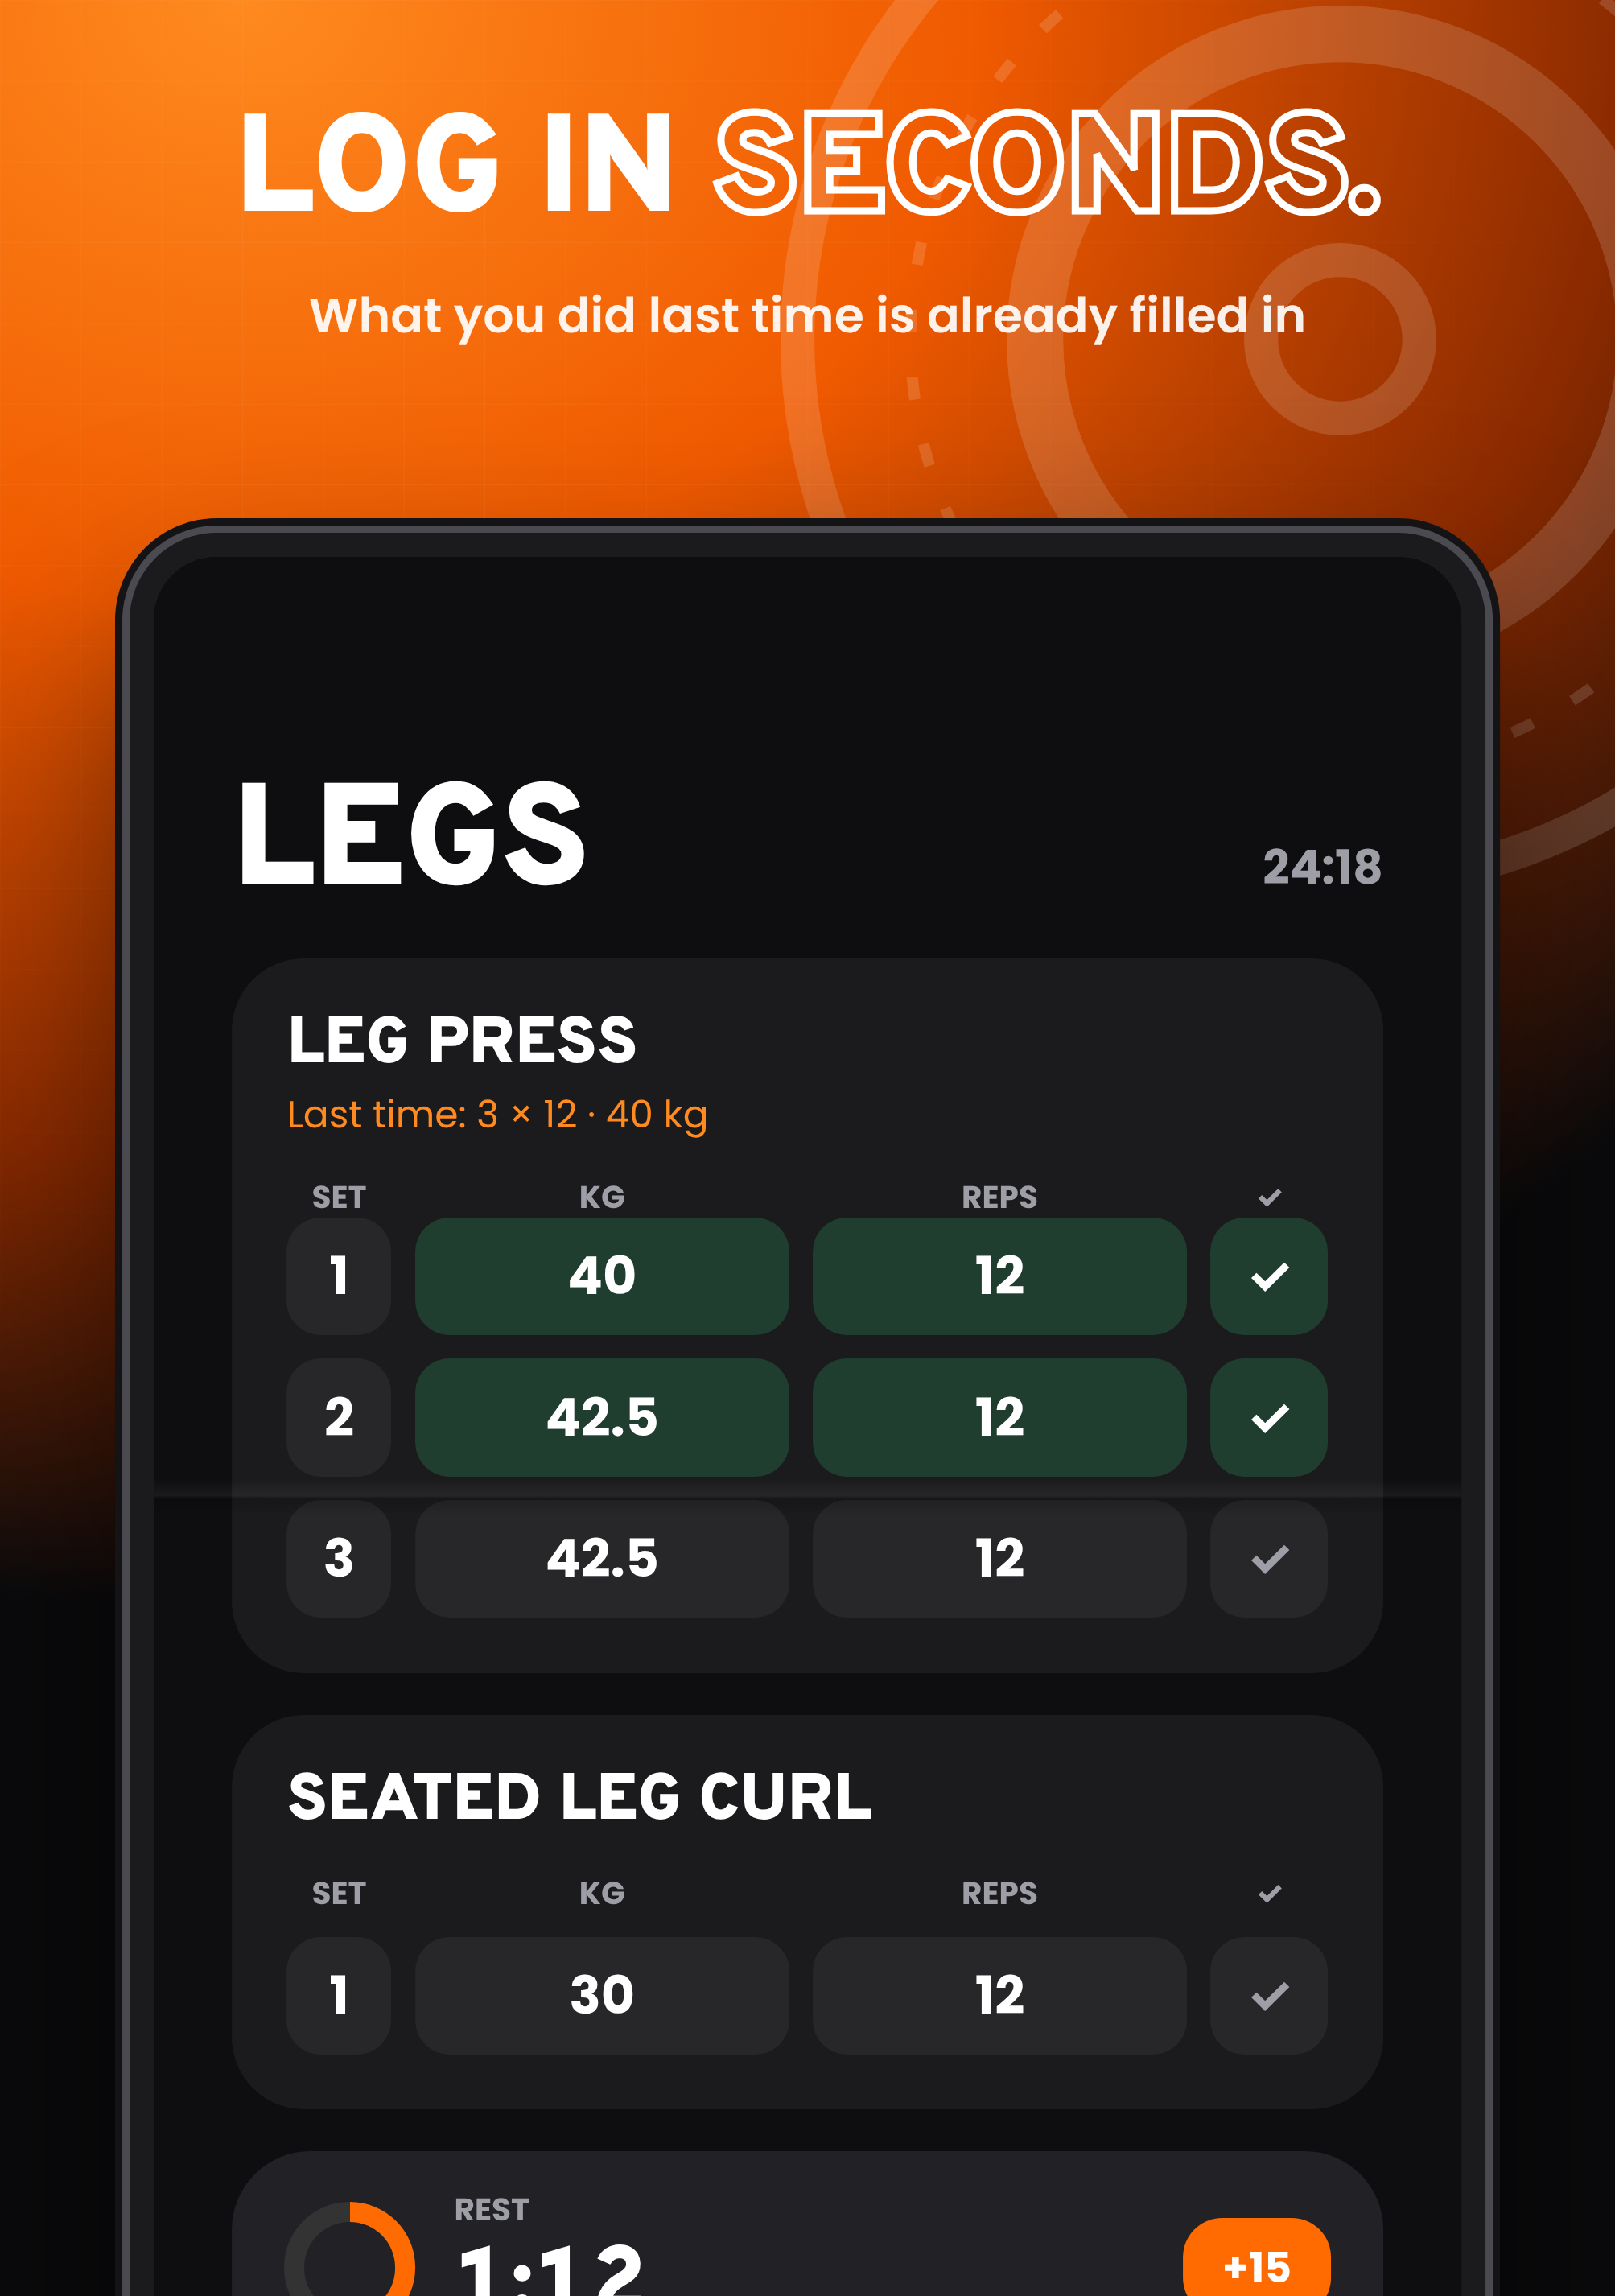 LOG IN SECONDS.
What you did last time is already filled in
LEGS
24:18
LEG PRESS
Last time: 3 × 12 · 40 kg
SET KG REPS ✓
1 40 12 ✓
2 42.5 12 ✓
3 42.5 12 ✓
SEATED LEG CURL
SET KG REPS ✓
1 30 12 ✓
REST
1:12
+15